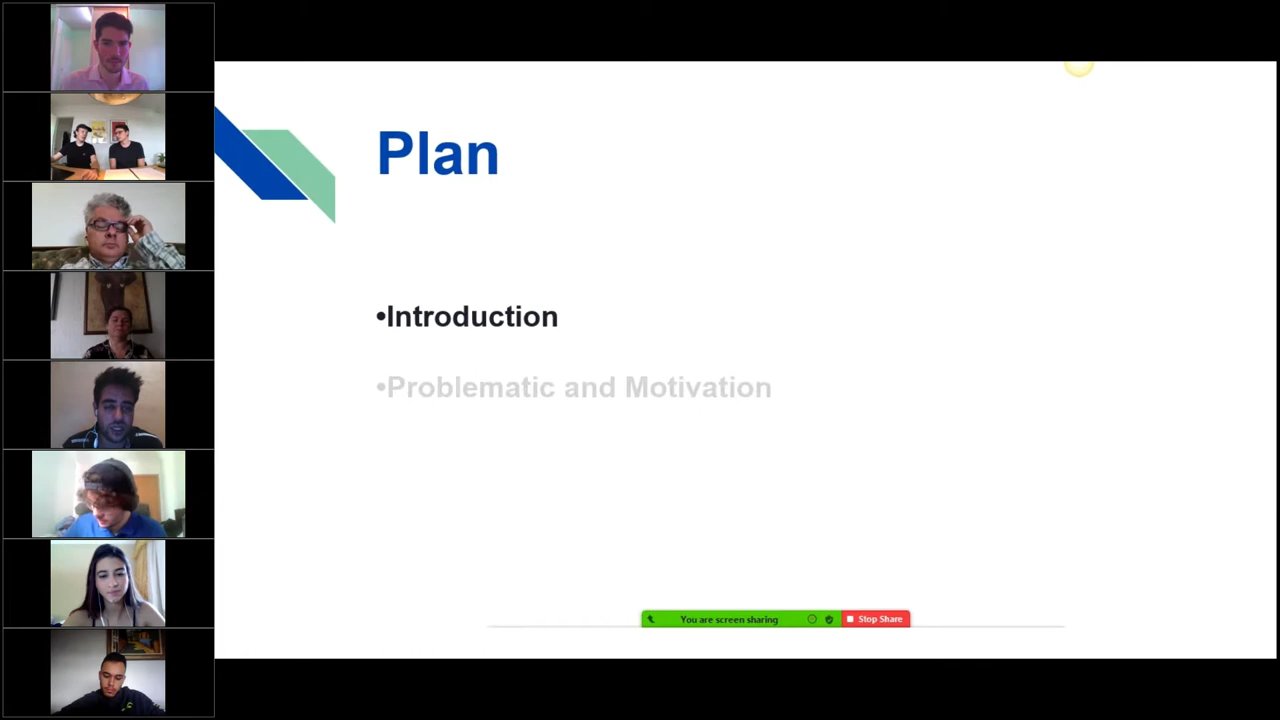 Plan
•Introduction
•Problematic and Motivation
You are screen sharing
Stop Share